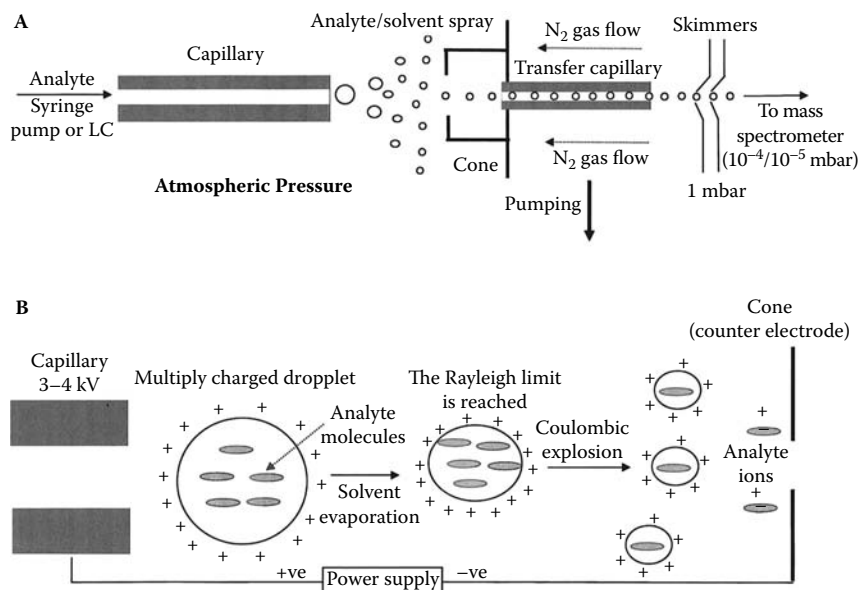 A
Analyte/solvent spray
N₂ gas flow
Skimmers
Capillary
Analyte
Transfer capillary
Syringe
pump or LC
To mass
spectrometer
(10⁻⁴/10⁻⁵ mbar)
Cone
N₂ gas flow
Atmospheric Pressure
Pumping
1 mbar
B
Cone
(counter electrode)
Capillary
3–4 kV
Multiply charged dropplet
The Rayleigh limit
is reached
+ + + + + + + + + + + + + + + + + +
Analyte
molecules
Coulombic
explosion
Analyte
ions
Solvent
evaporation
+ve
Power supply
−ve